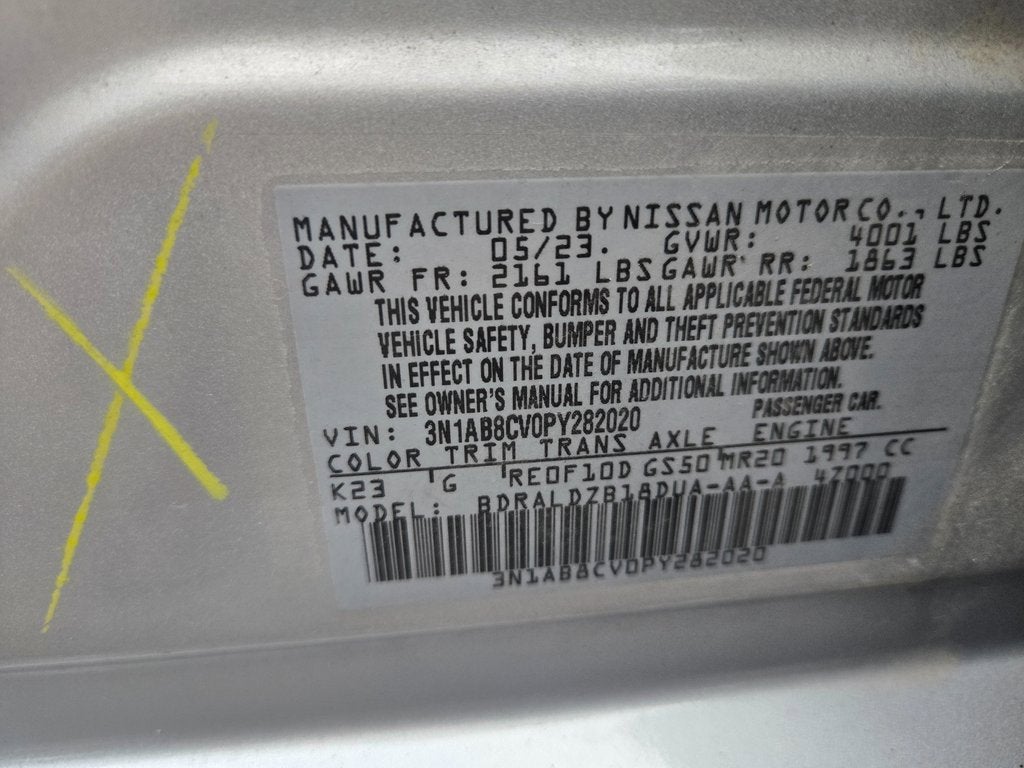 MANUFACTURED BY NISSAN MOTOR CO., LTD.
DATE: 05/23. GVWR: 4001 LBS
GAWR FR: 2161 LBS GAWR RR: 1863 LBS
THIS VEHICLE CONFORMS TO ALL APPLICABLE FEDERAL MOTOR
VEHICLE SAFETY, BUMPER AND THEFT PREVENTION STANDARDS
IN EFFECT ON THE DATE OF MANUFACTURE SHOWN ABOVE.
SEE OWNER'S MANUAL FOR ADDITIONAL INFORMATION.
VIN: 3N1AB8CV0PY282020 PASSENGER CAR.
COLOR TRIM TRANS AXLE ENGINE
K23 G RE0F10D GS50 MR20 1997 CC
MODEL: BDRALDZB18DUA-AA-A 4Z000
3N1AB8CV0PY282020